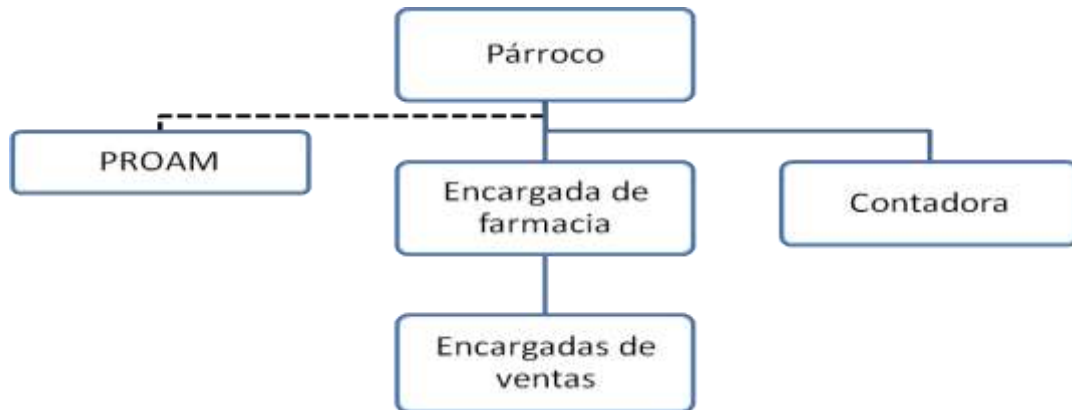 Párroco
PROAM
Encargada de
farmacia
Contadora
Encargadas de
ventas